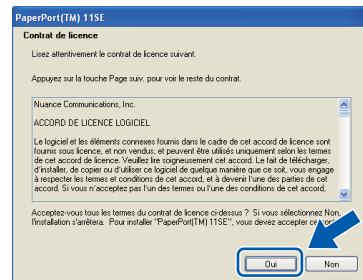 PaperPort(TM) 11SE
Contrat de licence
Lisez attentivement le contrat de licence suivant.
Appuyez sur la touche Page suiv. pour voir le reste du contrat.
Nuance Communications, Inc.
ACCORD DE LICENCE LOGICIEL
Le logiciel et les éléments connexes fournis dans le cadre de cet accord de licence sont
fournis sous licence, et non vendus, et peuvent être utilisés uniquement selon les termes
de cet accord de licence. Veuillez lire soigneusement cet accord. Le fait de télécharger,
d'installer, de copier ou d'utiliser ce logiciel de quelque manière que ce soit, vous engage
à respecter les termes et conditions de cet accord, et à devenir l'une des parties de cet
accord. Si vous n'acceptez pas l'un des termes ou l'une des conditions de cet accord,
Acceptez-vous tous les termes du contrat de licence ci-dessus ? Si vous sélectionnez Non,
l'installation s'arrêtera. Pour installer "PaperPort(TM) 11SE", vous devez accepter ce
Oui
Non